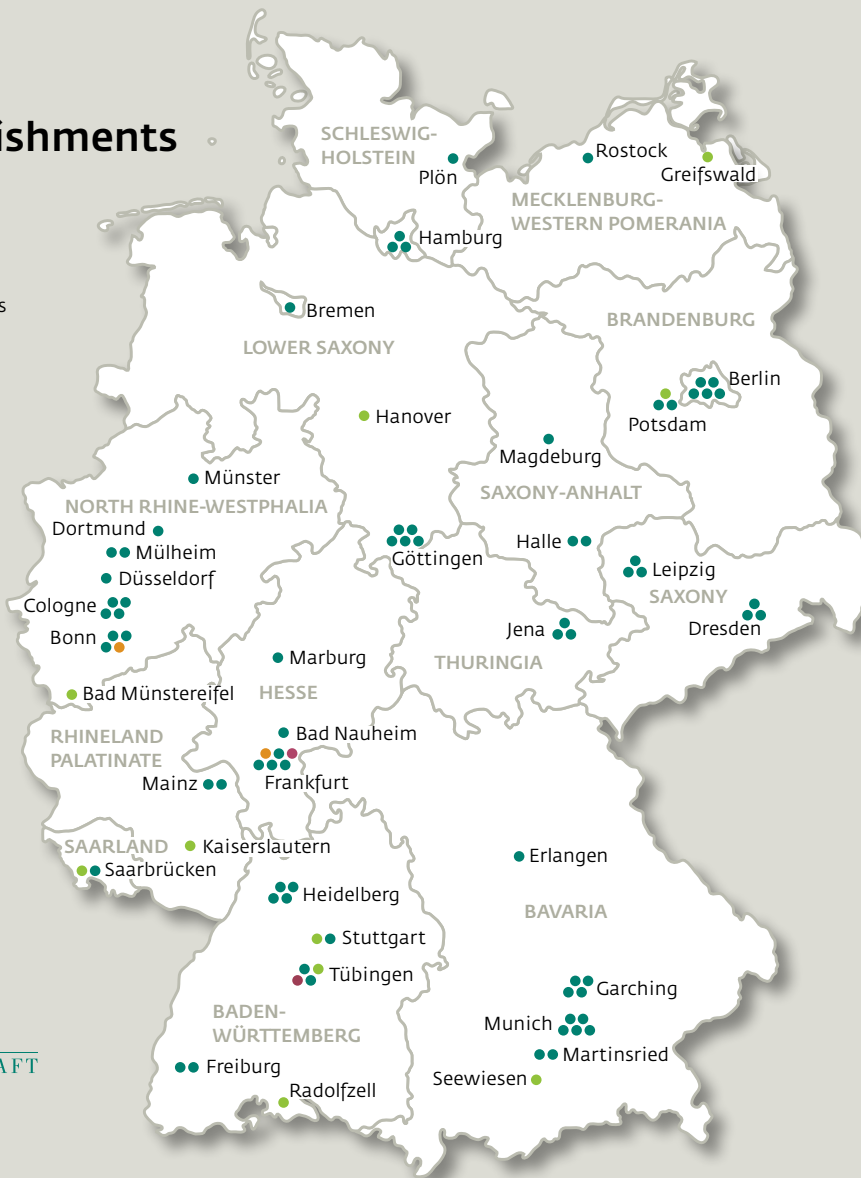 ishments
s
SCHLESWIG-
HOLSTEIN
Plön
Rostock
Greifswald
MECKLENBURG-
WESTERN POMERANIA
Hamburg
Bremen
LOWER SAXONY
BRANDENBURG
Berlin
Potsdam
Hanover
Magdeburg
SAXONY-ANHALT
Münster
NORTH RHINE-WESTPHALIA
Dortmund
Mülheim
Düsseldorf
Cologne
Bonn
Bad Münstereifel
Göttingen
Halle
Leipzig
SAXONY
Dresden
Jena
THURINGIA
Marburg
HESSE
Bad Nauheim
Frankfurt
RHINELAND
PALATINATE
Mainz
SAARLAND
Kaiserslautern
Saarbrücken
Heidelberg
Stuttgart
Tübingen
BADEN-
WÜRTTEMBERG
Freiburg
Radolfzell
Erlangen
BAVARIA
Garching
Munich
Martinsried
Seewiesen
AFT